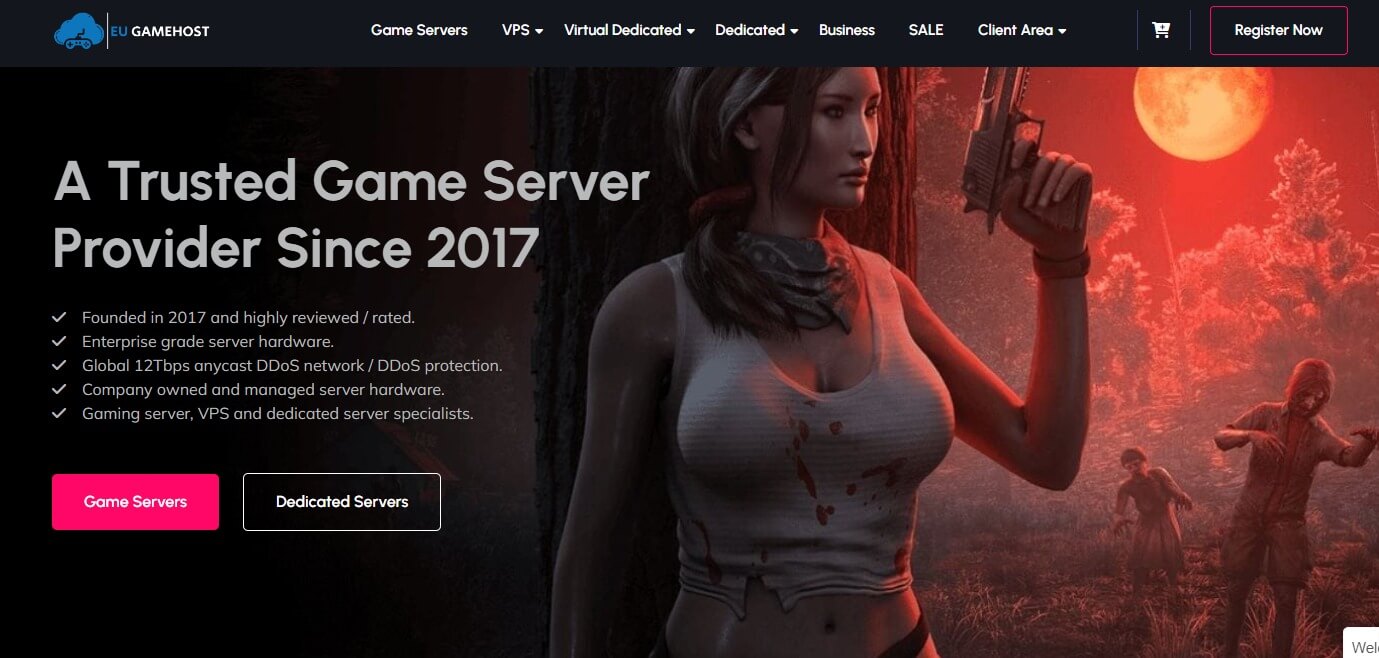 EU GAMEHOST
Game Servers
VPS
Virtual Dedicated
Dedicated
Business
SALE
Client Area
Register Now
A Trusted Game Server
Provider Since 2017
Founded in 2017 and highly reviewed / rated.
Enterprise grade server hardware.
Global 12Tbps anycast DDoS network / DDoS protection.
Company owned and managed server hardware.
Gaming server, VPS and dedicated server specialists.
Game Servers
Dedicated Servers